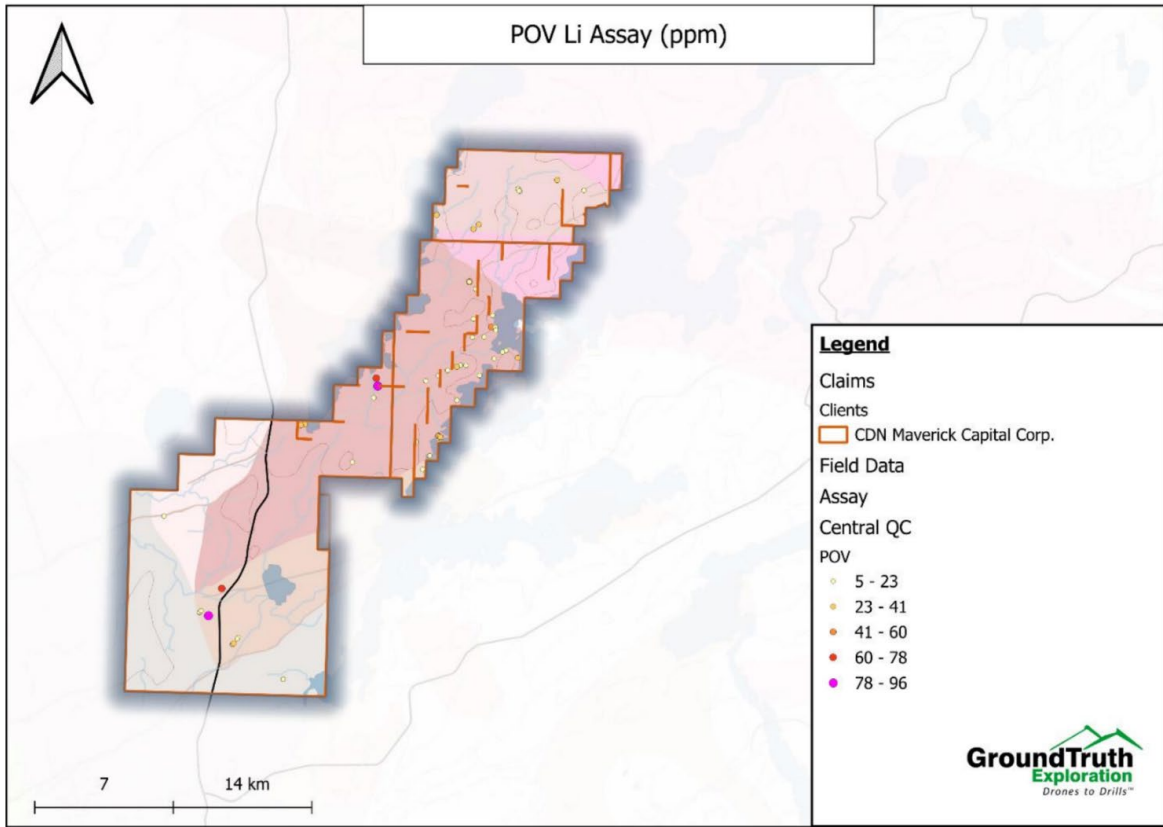 POV Li Assay (ppm)
Legend
Claims
Clients
CDN Maverick Capital Corp.
Field Data
Assay
Central QC
POV
5 - 23
23 - 41
41 - 60
60 - 78
78 - 96
7
14 km
GroundTruth
Exploration
Drones to Drills™